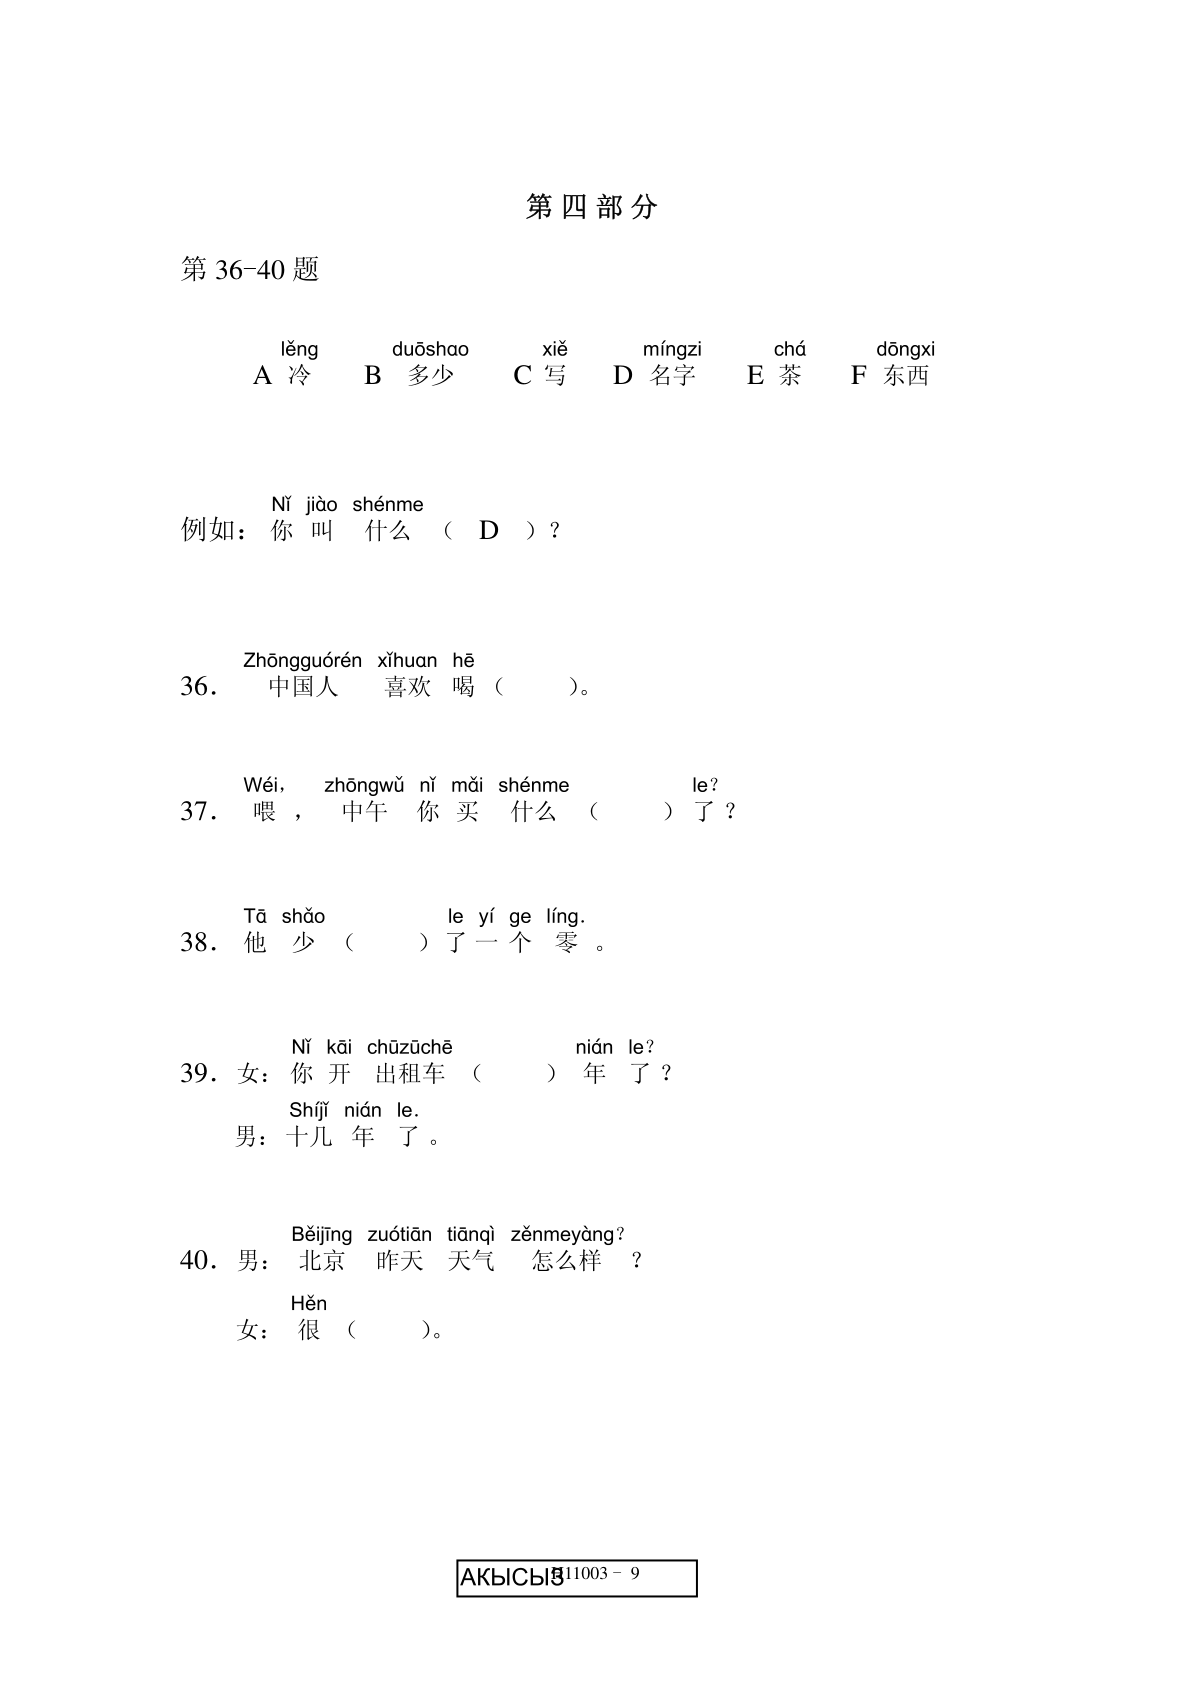 第四部分
第 36-40 题
lěng duōshao xiě míngzi chá dōngxi
A 冷 B 多少 C 写 D 名字 E 茶 F 东西
Nǐ jiào shénme
例如： 你 叫 什么 （ D ）？
Zhōngguórén xǐhuan hē
36． 中国人 喜欢 喝 （ ）。
Wéi， zhōngwǔ nǐ mǎi shénme le？
37． 喂 ， 中午 你 买 什么 （ ） 了 ？
Tā shǎo le yí ge líng．
38． 他 少 （ ） 了 一 个 零 。
Nǐ kāi chūzūchē nián le？
39．女： 你 开 出租车 （ ） 年 了 ？
Shíjǐ nián le．
男： 十几 年 了 。
Běijīng zuótiān tiānqì zěnmeyàng？
40．男： 北京 昨天 天气 怎么样 ？
Hěn
女： 很 （ ）。
АКЫСЫЗ H11003 - 9